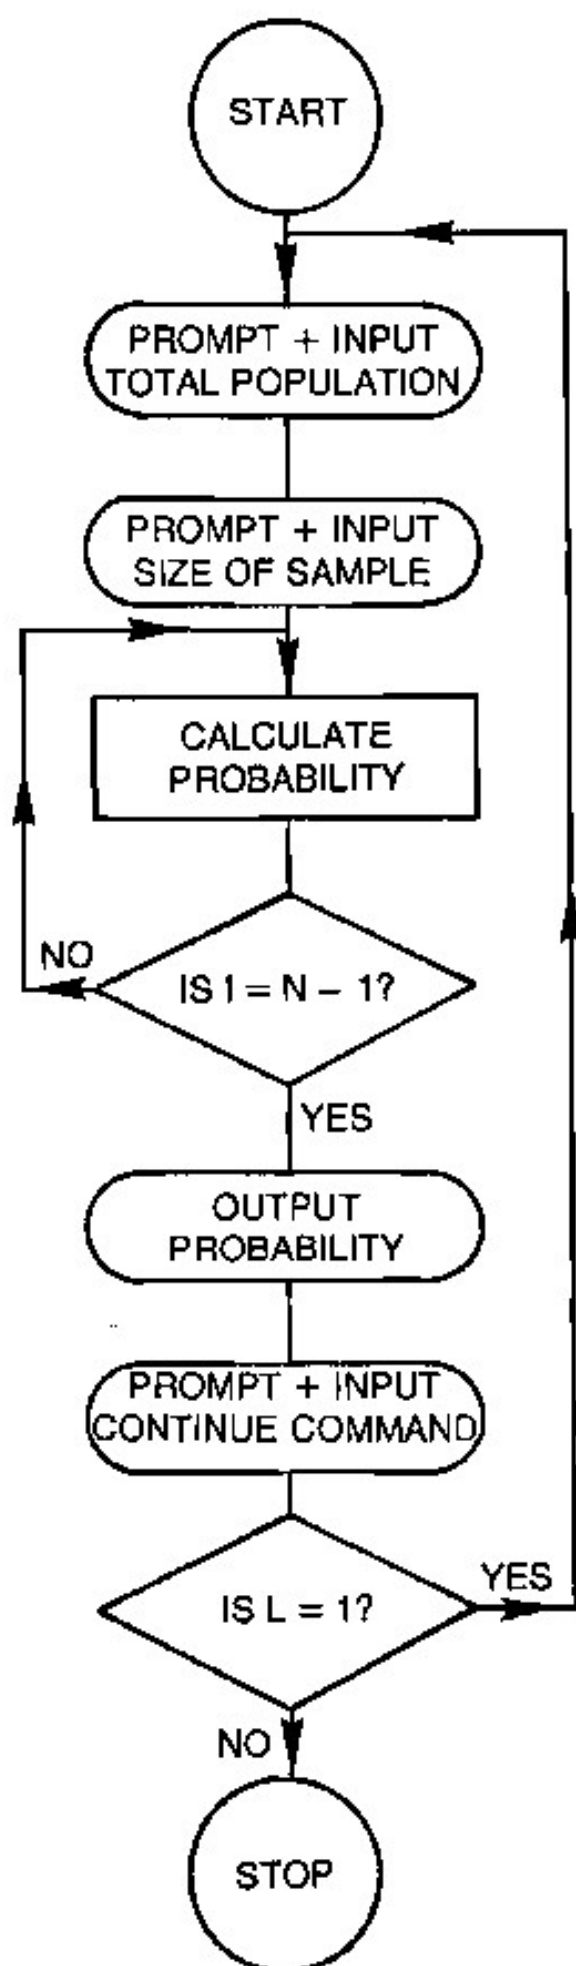 START
PROMPT + INPUT
TOTAL POPULATION
PROMPT + INPUT
SIZE OF SAMPLE
CALCULATE
PROBABILITY
NO
IS I = N – 1?
YES
OUTPUT
PROBABILITY
PROMPT + INPUT
CONTINUE COMMAND
YES
IS L = 1?
NO
STOP